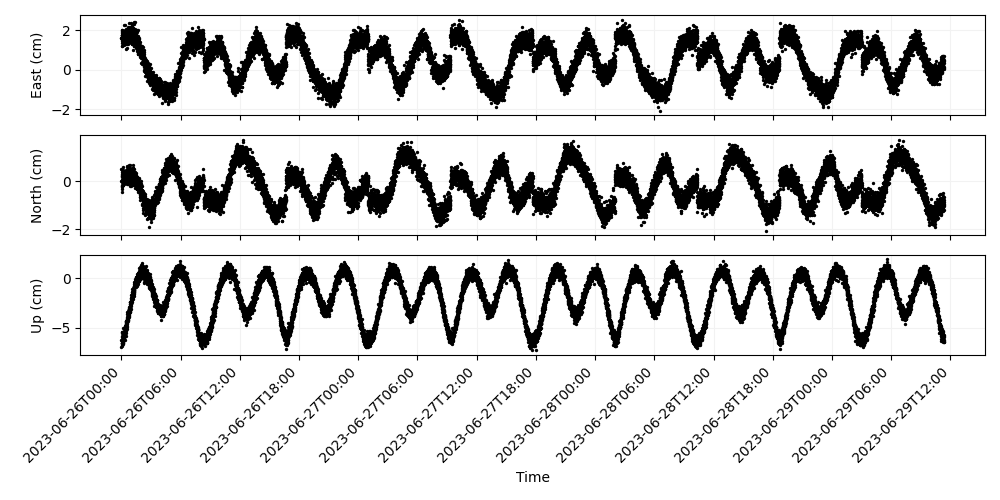 East (cm)
2
0
−2
North (cm)
0
−2
Up (cm)
0
−5
2023-06-26T00:00
2023-06-26T06:00
2023-06-26T12:00
2023-06-26T18:00
2023-06-27T00:00
2023-06-27T06:00
2023-06-27T12:00
2023-06-27T18:00
2023-06-28T00:00
2023-06-28T06:00
2023-06-28T12:00
2023-06-28T18:00
2023-06-29T00:00
2023-06-29T06:00
2023-06-29T12:00
Time